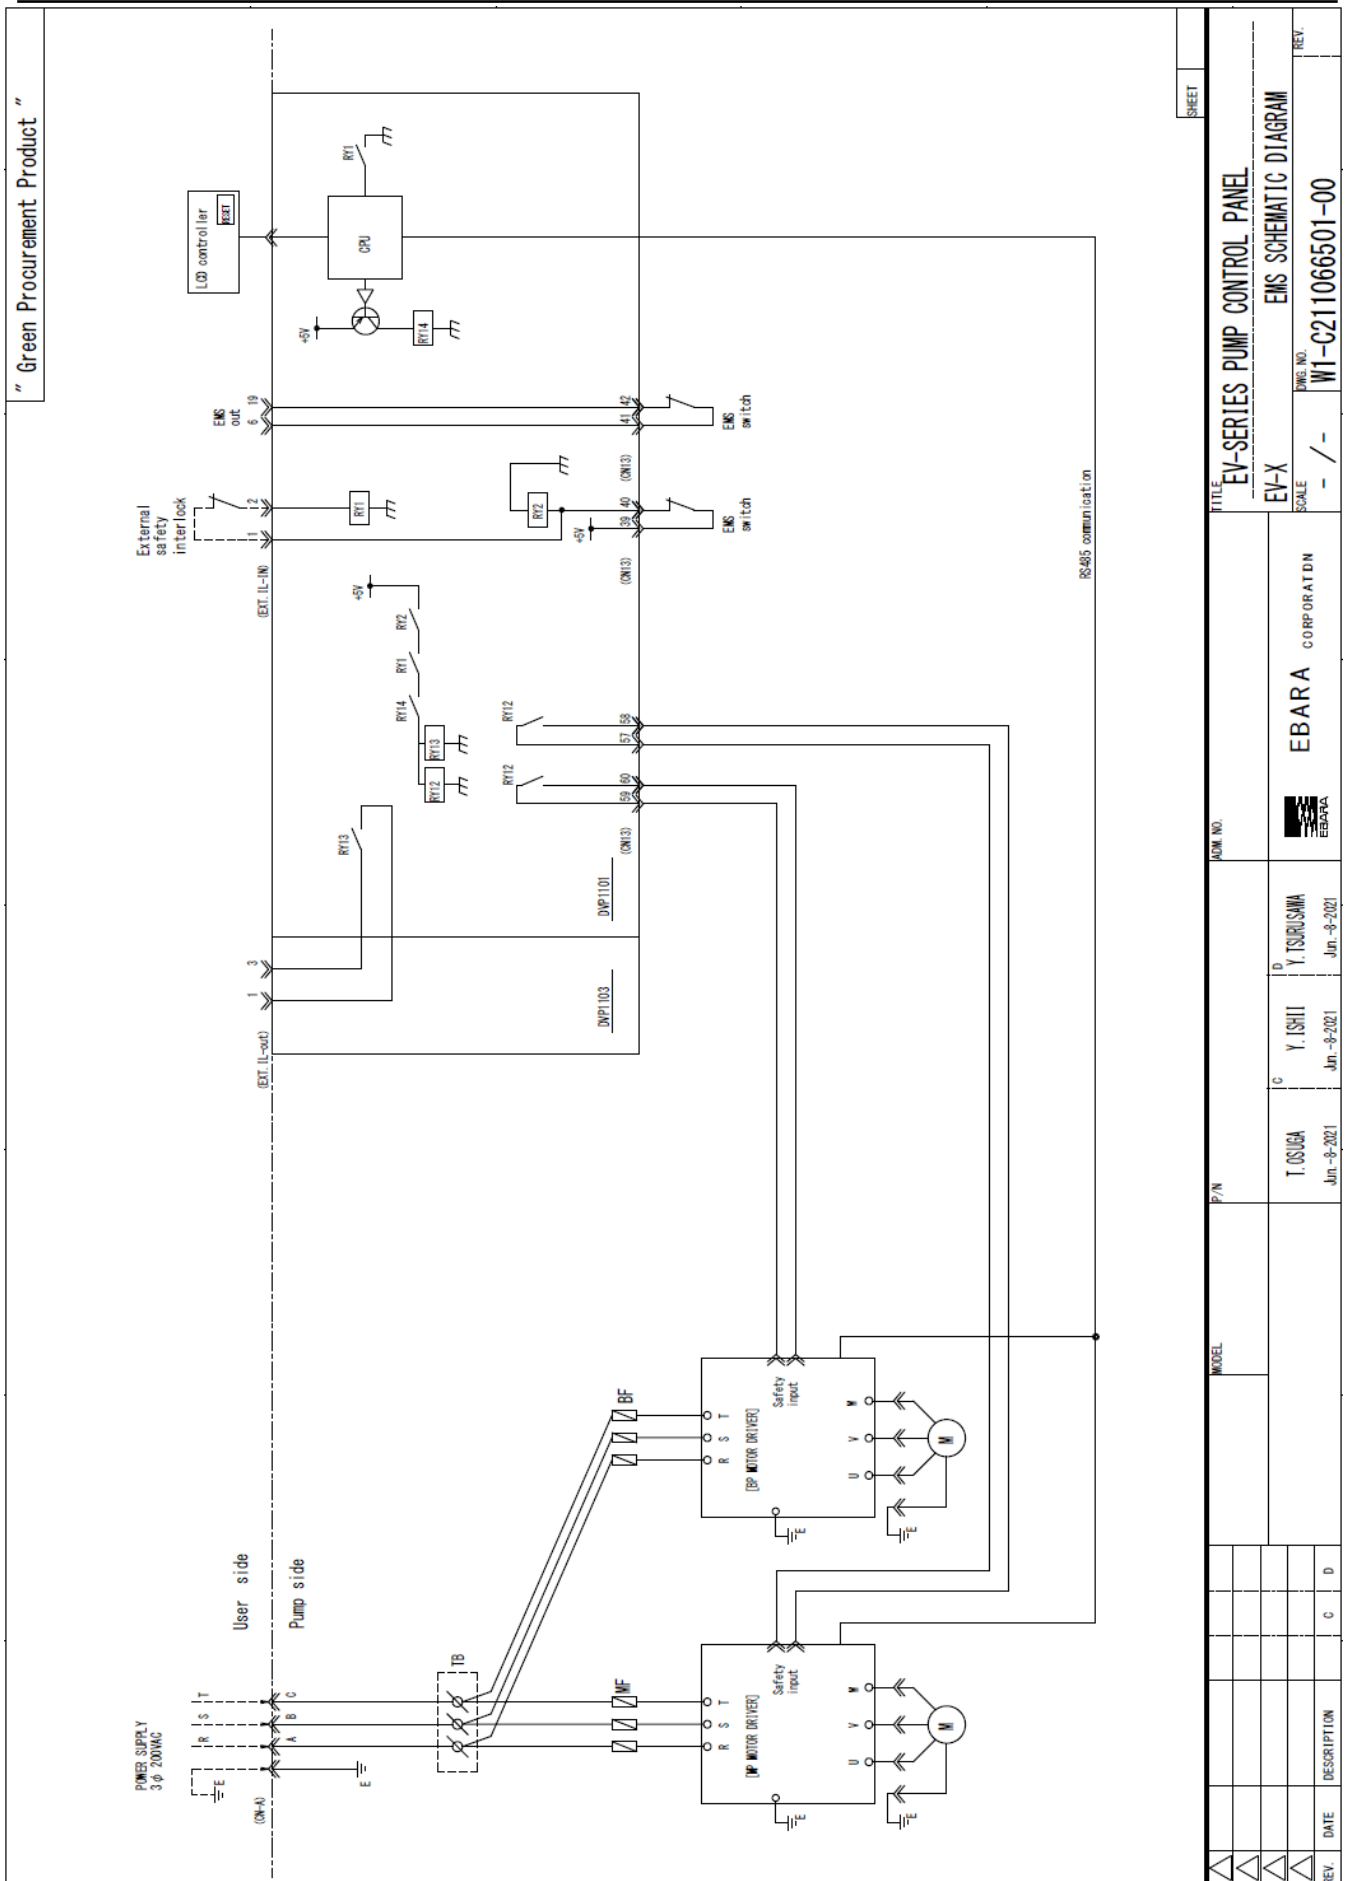 " Green Procurement Product "
POWER SUPPLY
3φ 200VAC
R
S
T
E
(CN-A)
A
B
C
E
User side
Pump side
TB
MF
BF
R
S
T
[MP MOTOR DRIVER]
Safety
input
U
V
W
E
E
M
R
S
T
[BP MOTOR DRIVER]
Safety
input
U
V
W
E
E
M
(EXT.IL-out)
1
3
RY13
DVP1103
DVP1101
RY12
RY13
RY14
RY1
RY2
+5V
RY12
RY12
(CN13)
59
60
57
58
External
safety
interlock
(EXT.IL-IN)
1
2
RY1
RY2
+5V
(CN13)
39
40
EMS
switch
EMS
out
6
19
(CN13)
41
42
EMS
switch
LCD controller
RESET
+5V
CPU
RY14
RY1
RS485 communication
SHEET
REV.
DATE
DESCRIPTION
C
D
MODEL
P/N
ADM. NO.
T.OSUGA
Jun.-8-2021
C
Y.ISHII
Jun.-8-2021
D
Y.TSURUSAWA
Jun.-8-2021
EBARA
EBARA CORPORATION
TITLE
EV-SERIES PUMP CONTROL PANEL
EV-X
EMS SCHEMATIC DIAGRAM
SCALE
- / -
DWG. NO.
W1-C211066501-00
REV.